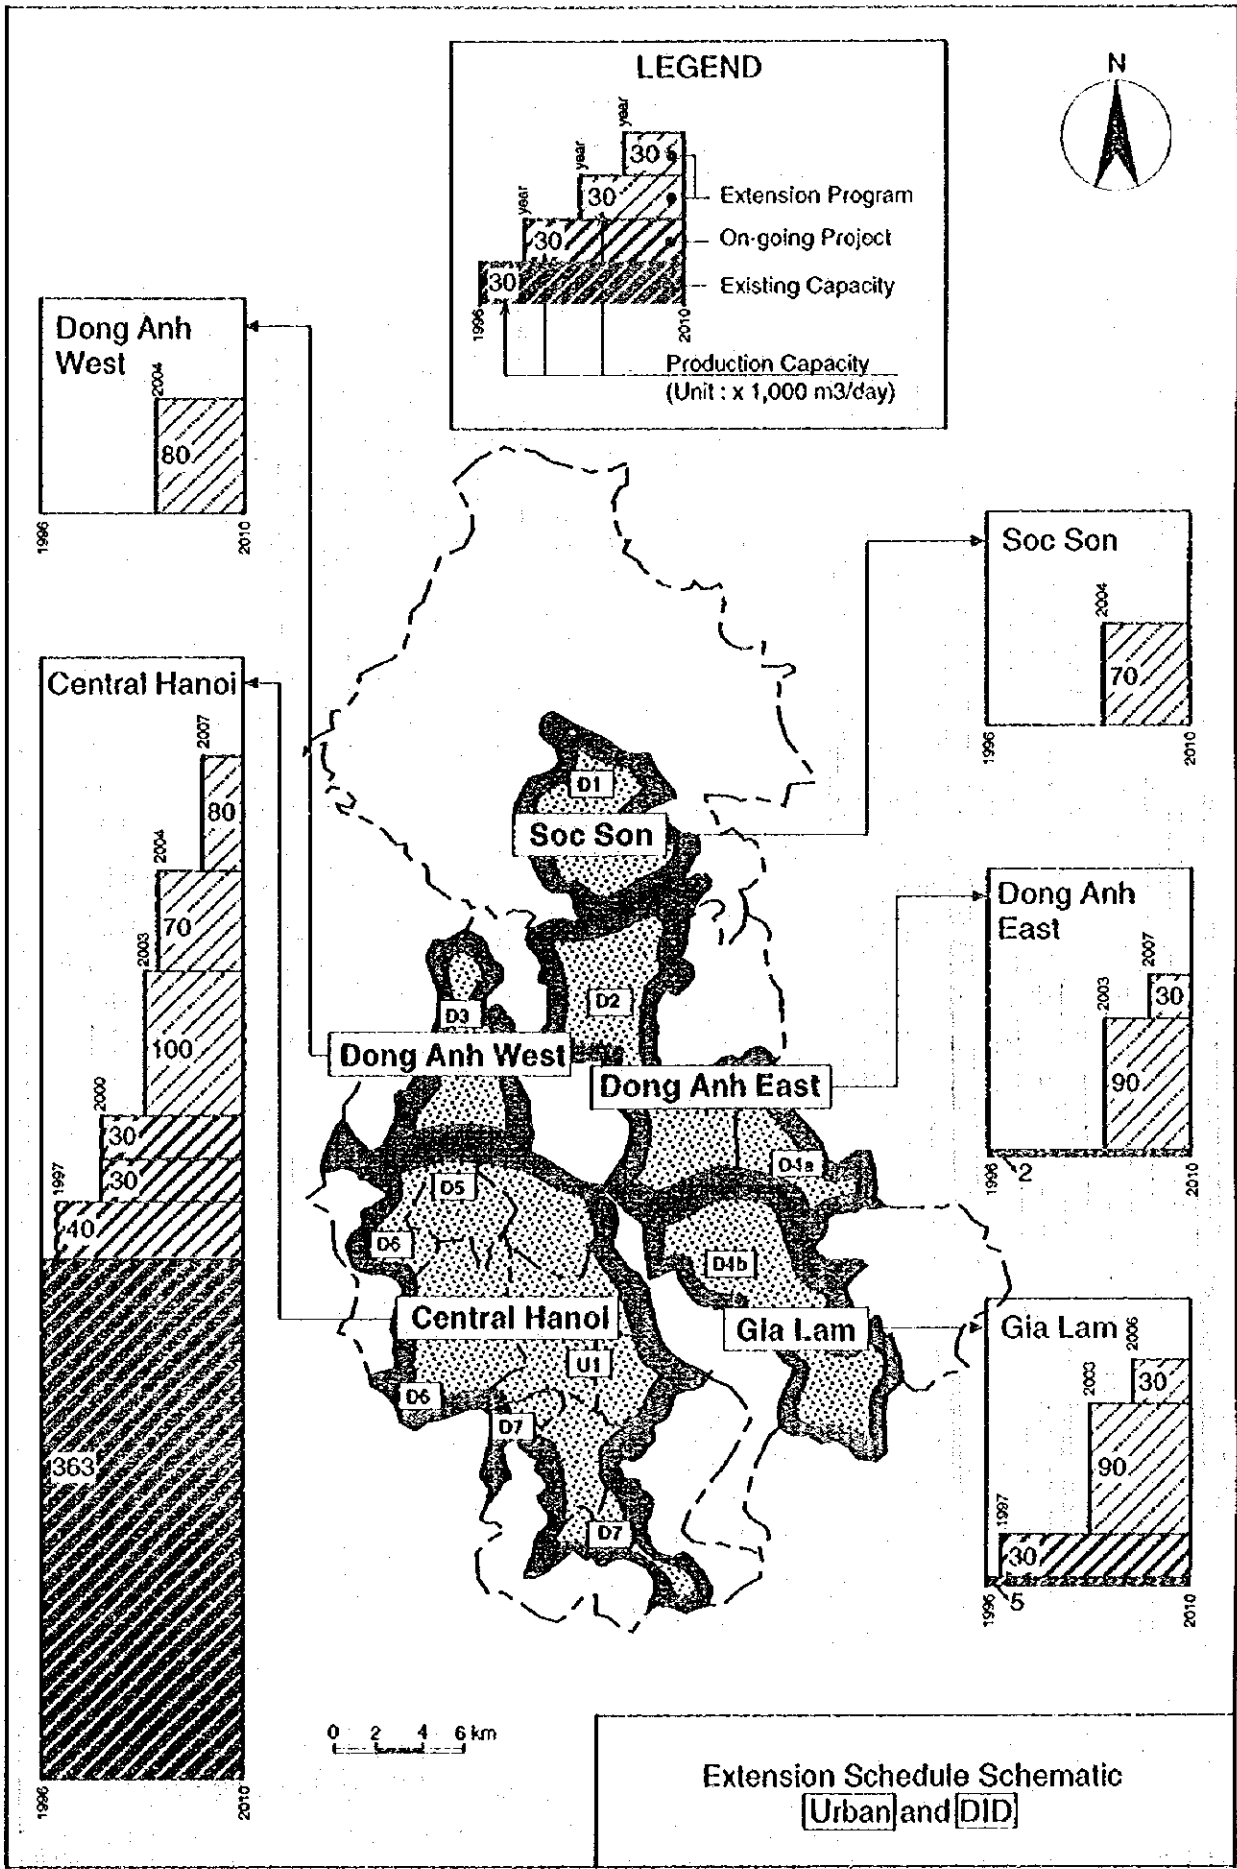 LEGEND
N
year
30
year
30
year
30
30
Extension Program
On-going Project
Existing Capacity
1996
2010
Production Capacity
(Unit : x 1,000 m3/day)
Dong Anh
West
2004
80
1996
2010
Soc Son
2004
70
1996
2010
Central Hanoi
2007
80
2004
70
2003
100
2000
30
30
1997
40
363
1996
2010
D1
Soc Son
D2
D3
Dong Anh West
Dong Anh East
D4a
D5
D6
D4b
Central Hanoi
Gia Lam
U1
D6
D7
D7
Dong Anh
East
2007
30
2003
90
1996
2
2010
Gia Lam
2006
30
2003
90
1997
30
1996
5
2010
0 2 4 6 km
Extension Schedule Schematic
Urban and DID